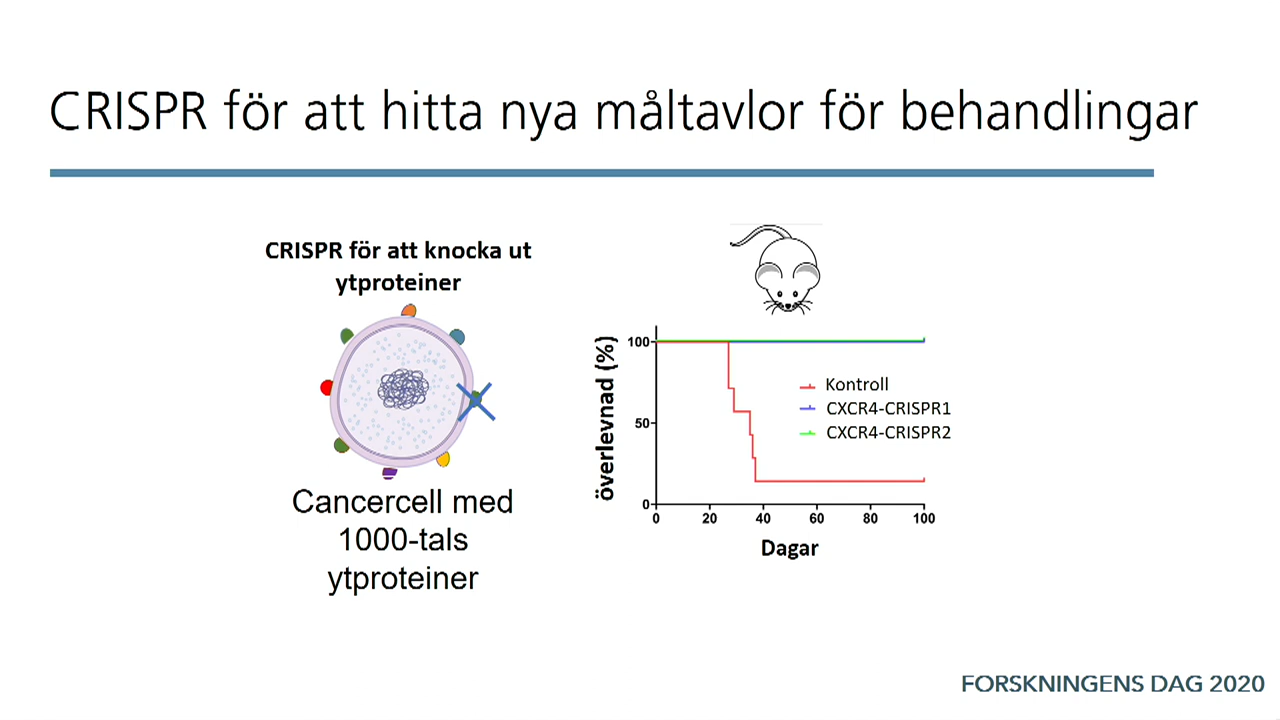 CRISPR för att hitta nya måltavlor för behandlingar
CRISPR för att knocka ut
ytproteiner
Cancercell med
1000-tals
ytproteiner
överlevnad (%)
100
50
0
0 20 40 60 80 100
Dagar
Kontroll
CXCR4-CRISPR1
CXCR4-CRISPR2
FORSKNINGENS DAG 2020